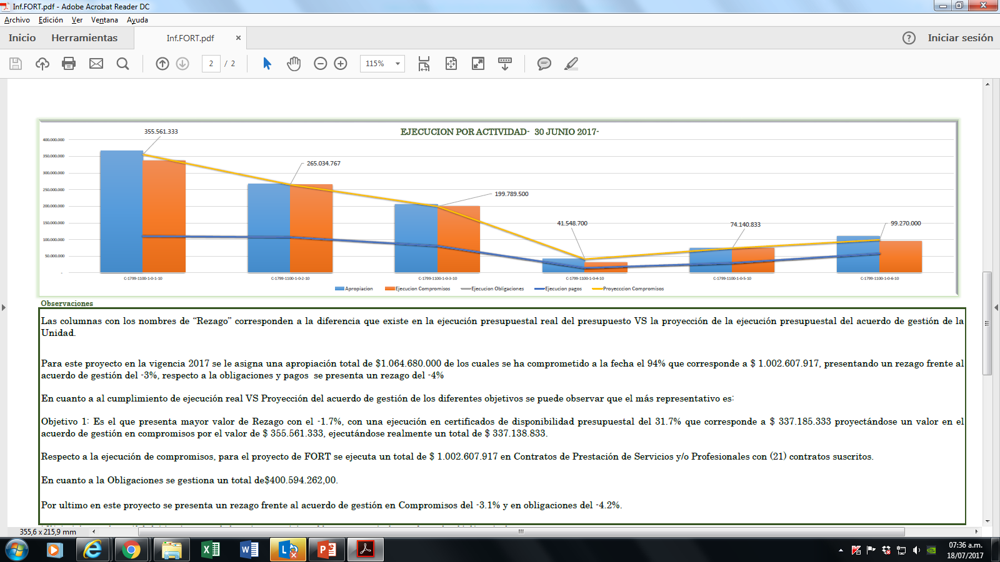 Inf.FORT.pdf - Adobe Acrobat Reader DC
Archivo Edición Ver Ventana Ayuda
Inicio Herramientas Inf.FORT.pdf × ? Iniciar sesión
2 / 2 115%
EJECUCION POR ACTIVIDAD- 30 JUNIO 2017-
400.000.000
350.000.000
300.000.000
250.000.000
200.000.000
150.000.000
100.000.000
50.000.000
-
355.561.333
265.034.767
199.789.500
41.548.700
74.140.833
99.270.000
C-1799-1100-1-0-1-10 C-1799-1100-1-0-2-10 C-1799-1100-1-0-3-10 C-1799-1100-1-0-4-10 C-1799-1100-1-0-5-10 C-1799-1100-1-0-6-10
Apropiacion Ejecucion Compromisos Ejecucion Obligaciones Ejecucion pagos Proyecccion Compromisos
Observaciones
Las columnas con los nombres de “Rezago” corresponden a la diferencia que existe en la ejecución presupuestal real del presupuesto VS la proyección de la ejecución presupuestal del acuerdo de gestión de la
Unidad.
Para este proyecto en la vigencia 2017 se le asigna una apropiación total de $1.064.680.000 de los cuales se ha comprometido a la fecha el 94% que corresponde a $ 1.002.607.917, presentando un rezago frente al
acuerdo de gestión del -3%, respecto a la obligaciones y pagos se presenta un rezago del -4%
En cuanto a al cumplimiento de ejecución real VS Proyección del acuerdo de gestión de los diferentes objetivos se puede observar que el más representativo es:
Objetivo 1: Es el que presenta mayor valor de Rezago con el -1.7%, con una ejecución en certificados de disponibilidad presupuestal del 31.7% que corresponde a $ 337.185.333 proyectándose un valor en el
acuerdo de gestión en compromisos por el valor de $ 355.561.333, ejecutándose realmente un total de $ 337.138.833.
Respecto a la ejecución de compromisos, para el proyecto de FORT se ejecuta un total de $ 1.002.607.917 en Contratos de Prestación de Servicios y/o Profesionales con (21) contratos suscritos.
En cuanto a la Obligaciones se gestiona un total de$400.594.262,00.
Por ultimo en este proyecto se presenta un rezago frente al acuerdo de gestión en Compromisos del -3.1% y en obligaciones del -4.2%.
355,6 x 215,9 mm
07:36 a.m.
18/07/2017